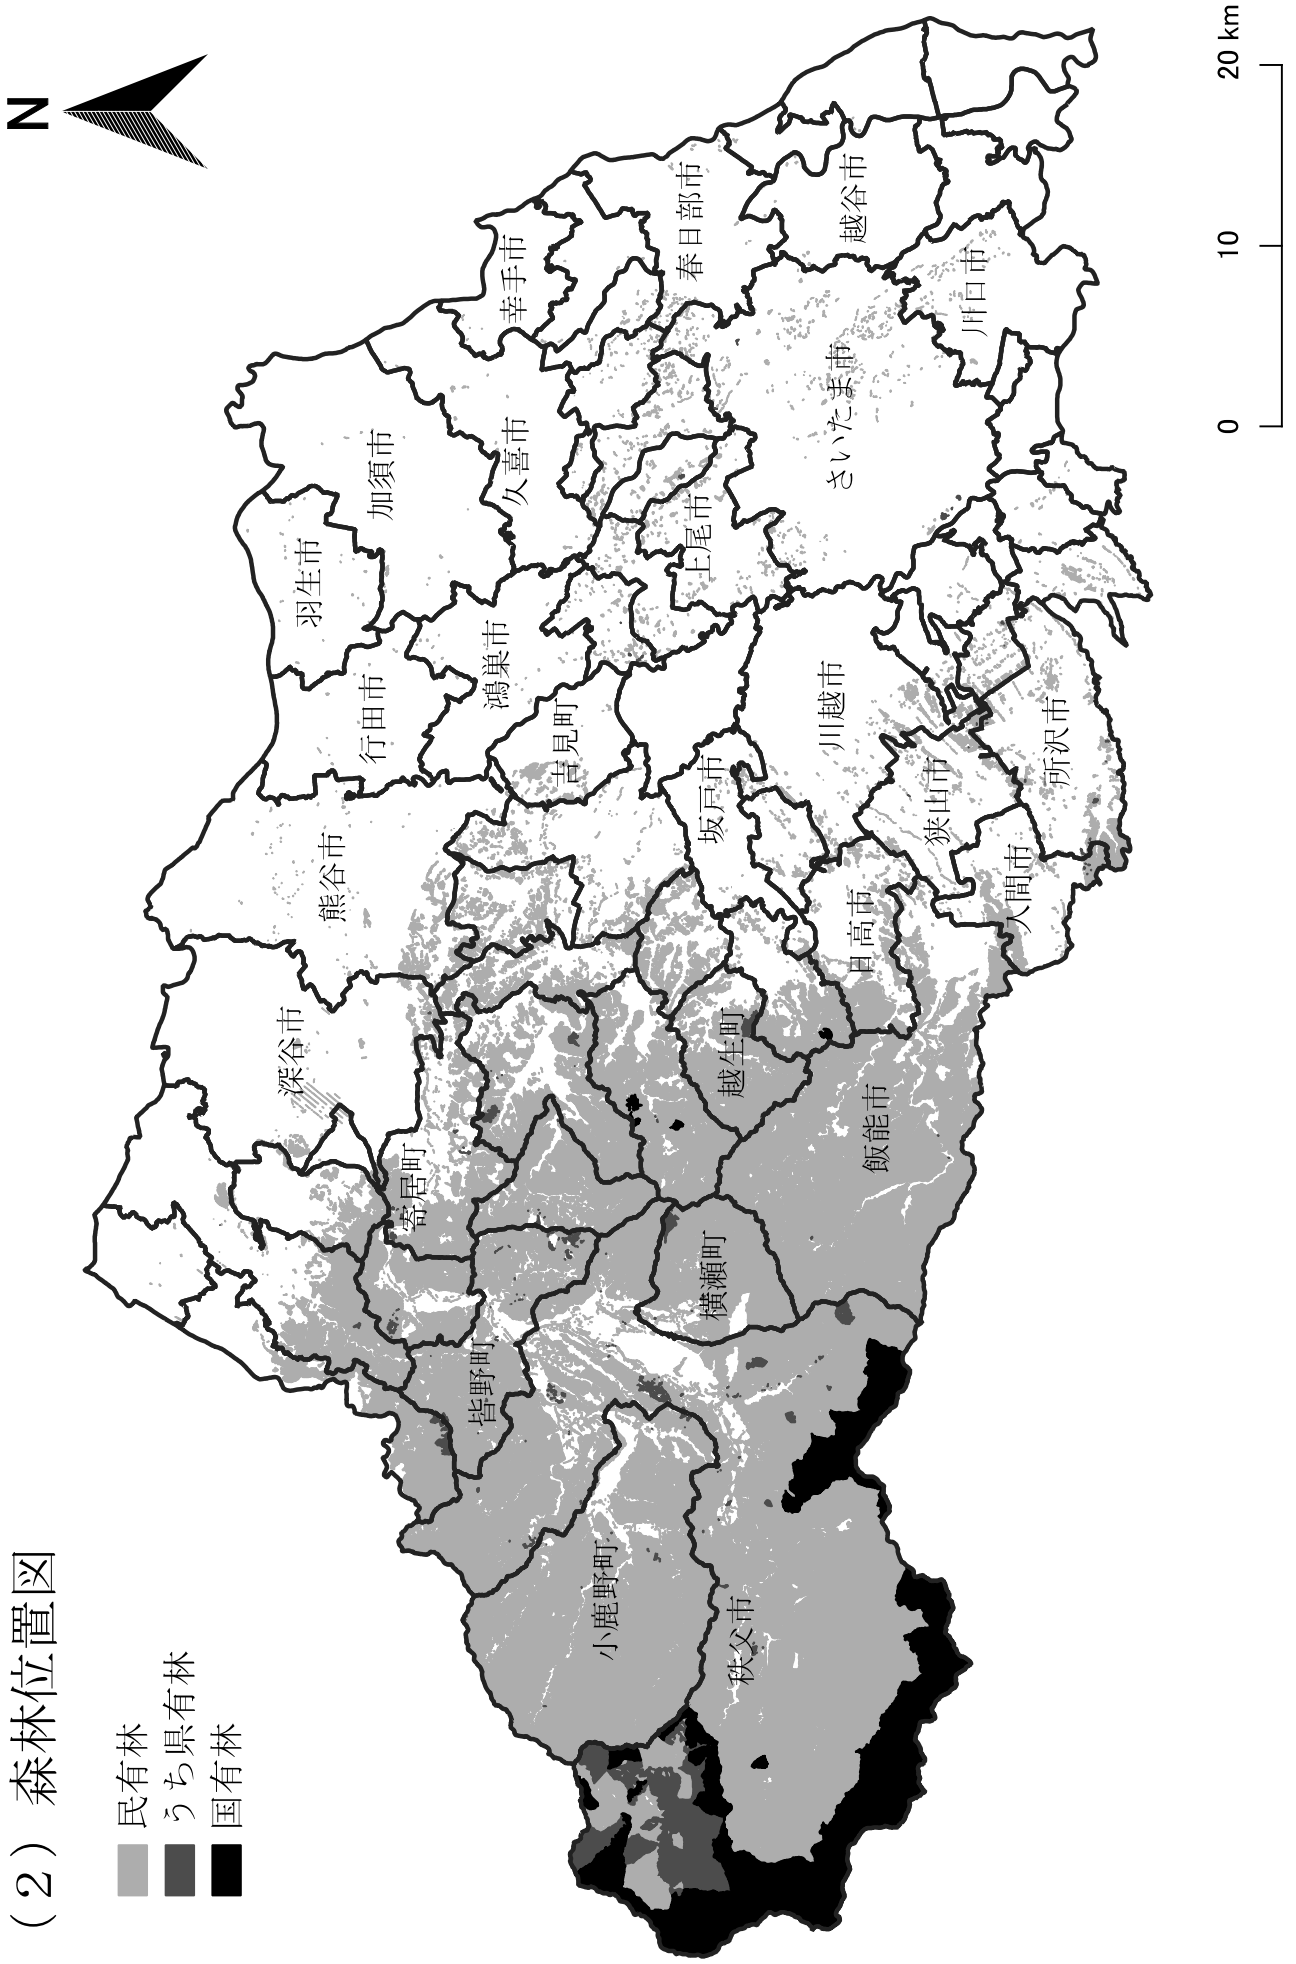 （２）森林位置図
民有林
うち県有林
国有林
N
深谷市
熊谷市
行田市
羽生市
加須市
久喜市
幸手市
寄居町
鴻巣市
吉見町
上尾市
春日部市
皆野町
小鹿野町
秩父市
横瀬町
越生町
飯能市
日高市
坂戸市
川越市
狭山市
入間市
所沢市
さいたま市
越谷市
川口市
0
10
20 km